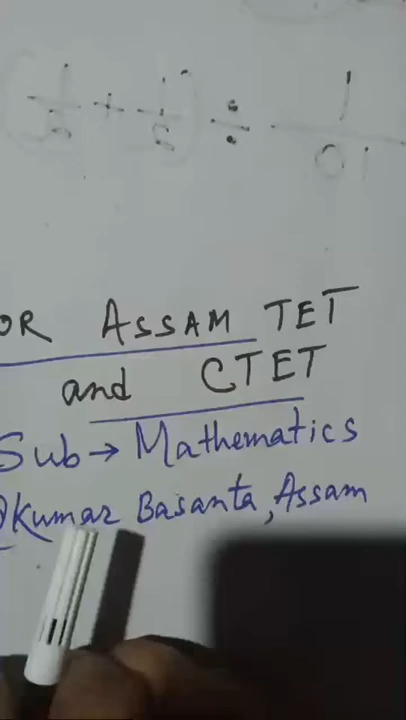 OR ASSAM TET
and CTET
Sub → Mathematics
Kumar Basanta, Assam